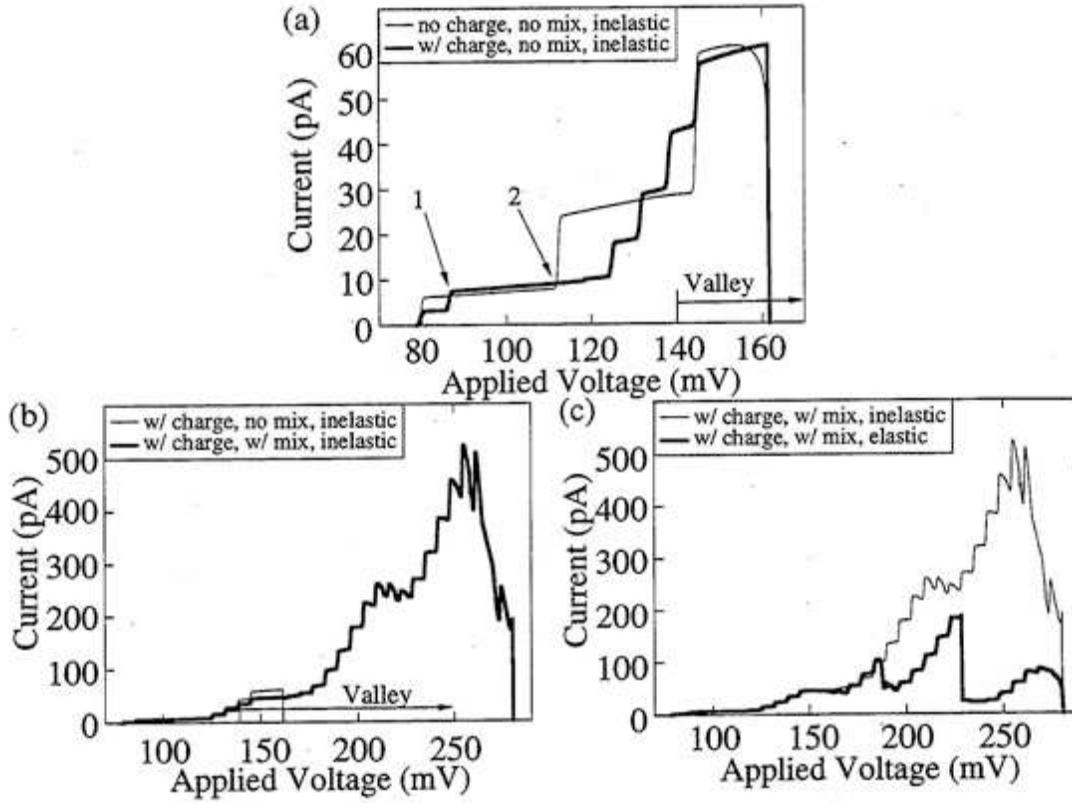 (a)
no charge, no mix, inelastic
w/ charge, no mix, inelastic
Current (pA)
60
50
40
30
20
10
0
1
2
Valley
80 100 120 140 160
Applied Voltage (mV)
(b)
w/ charge, no mix, inelastic
w/ charge, w/ mix, inelastic
Current (pA)
500
400
300
200
100
0
Valley
100 150 200 250
Applied Voltage (mV)
(c)
w/ charge, w/ mix, inelastic
w/ charge, w/ mix, elastic
Current (pA)
500
400
300
200
100
0
100 150 200 250
Applied Voltage (mV)